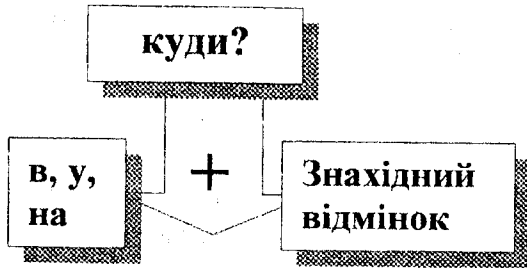 куди?
в, у,
на
+
Знахідний
відмінок